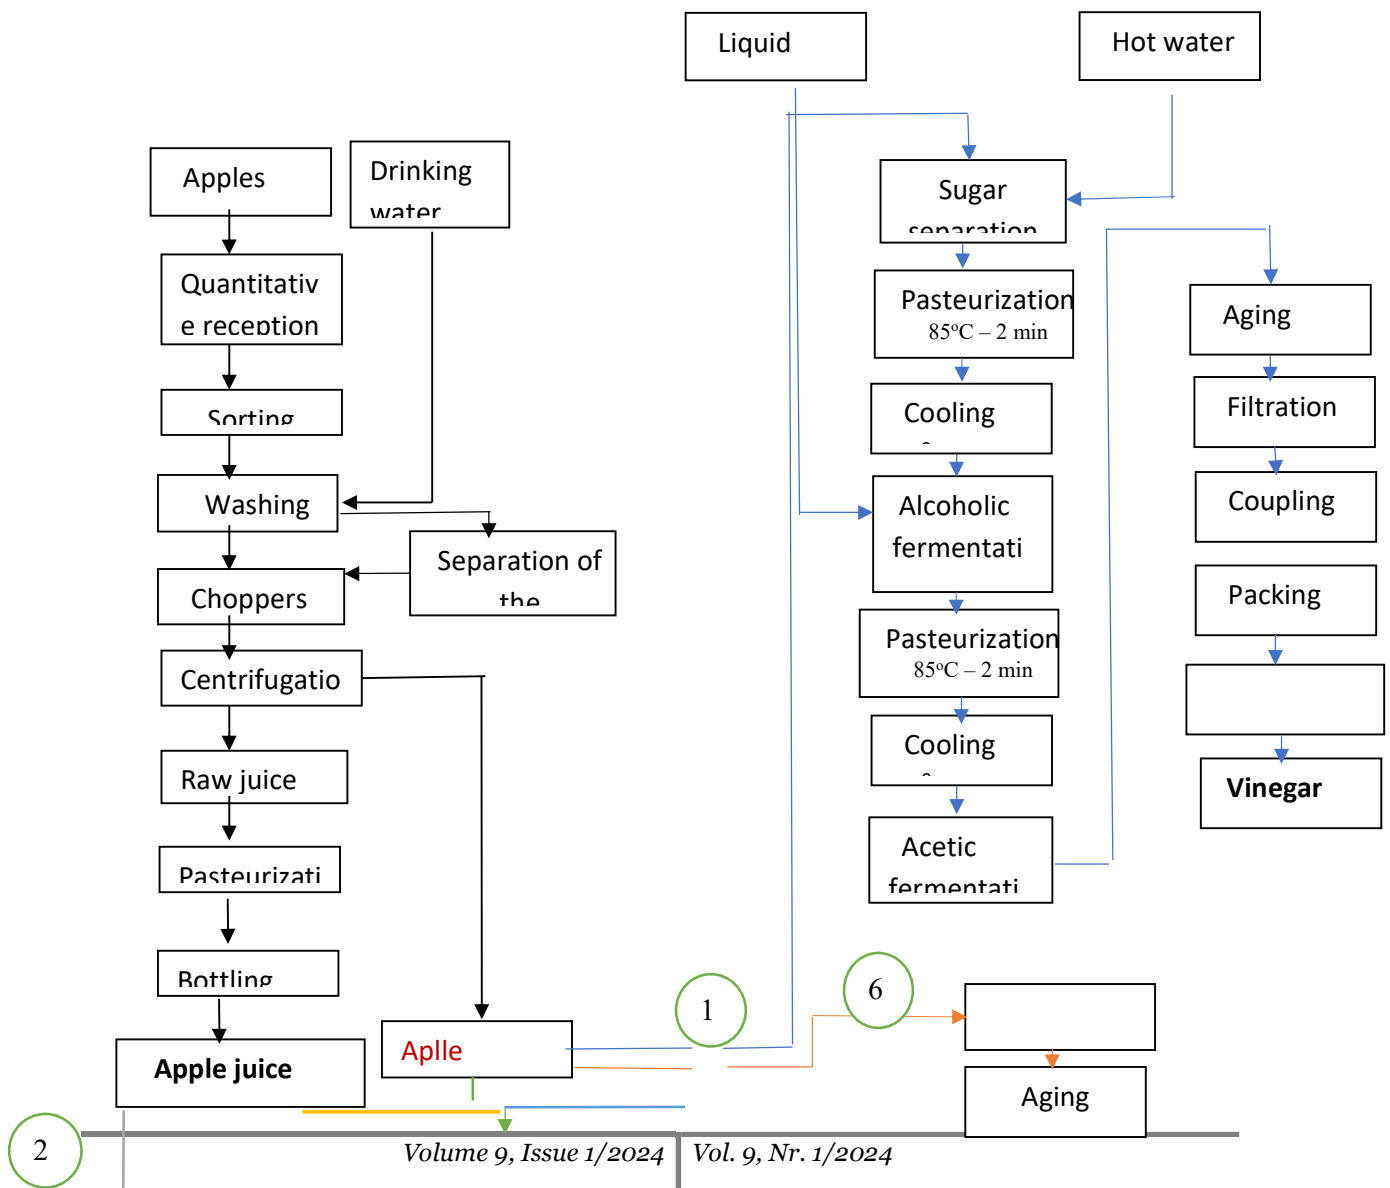 Apples
Drinking
water
Quantitativ
e reception
Sorting
Washing
Separation of
the
Choppers
Centrifugatio
Raw juice
Pasteurizati
Bottling
Apple juice
Aplle
2
Liquid
Hot water
Sugar
separation
Pasteurization
85ºC – 2 min
Cooling
Alcoholic
fermentati
Pasteurization
85ºC – 2 min
Cooling
Acetic
fermentati
Aging
Filtration
Coupling
Packing
Vinegar
1
6
Aging
Volume 9, Issue 1/2024
Vol. 9, Nr. 1/2024